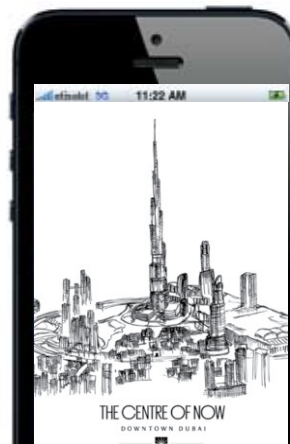 etisalat 3G 11:22 AM
THE CENTRE OF NOW
DOWNTOWN DUBAI